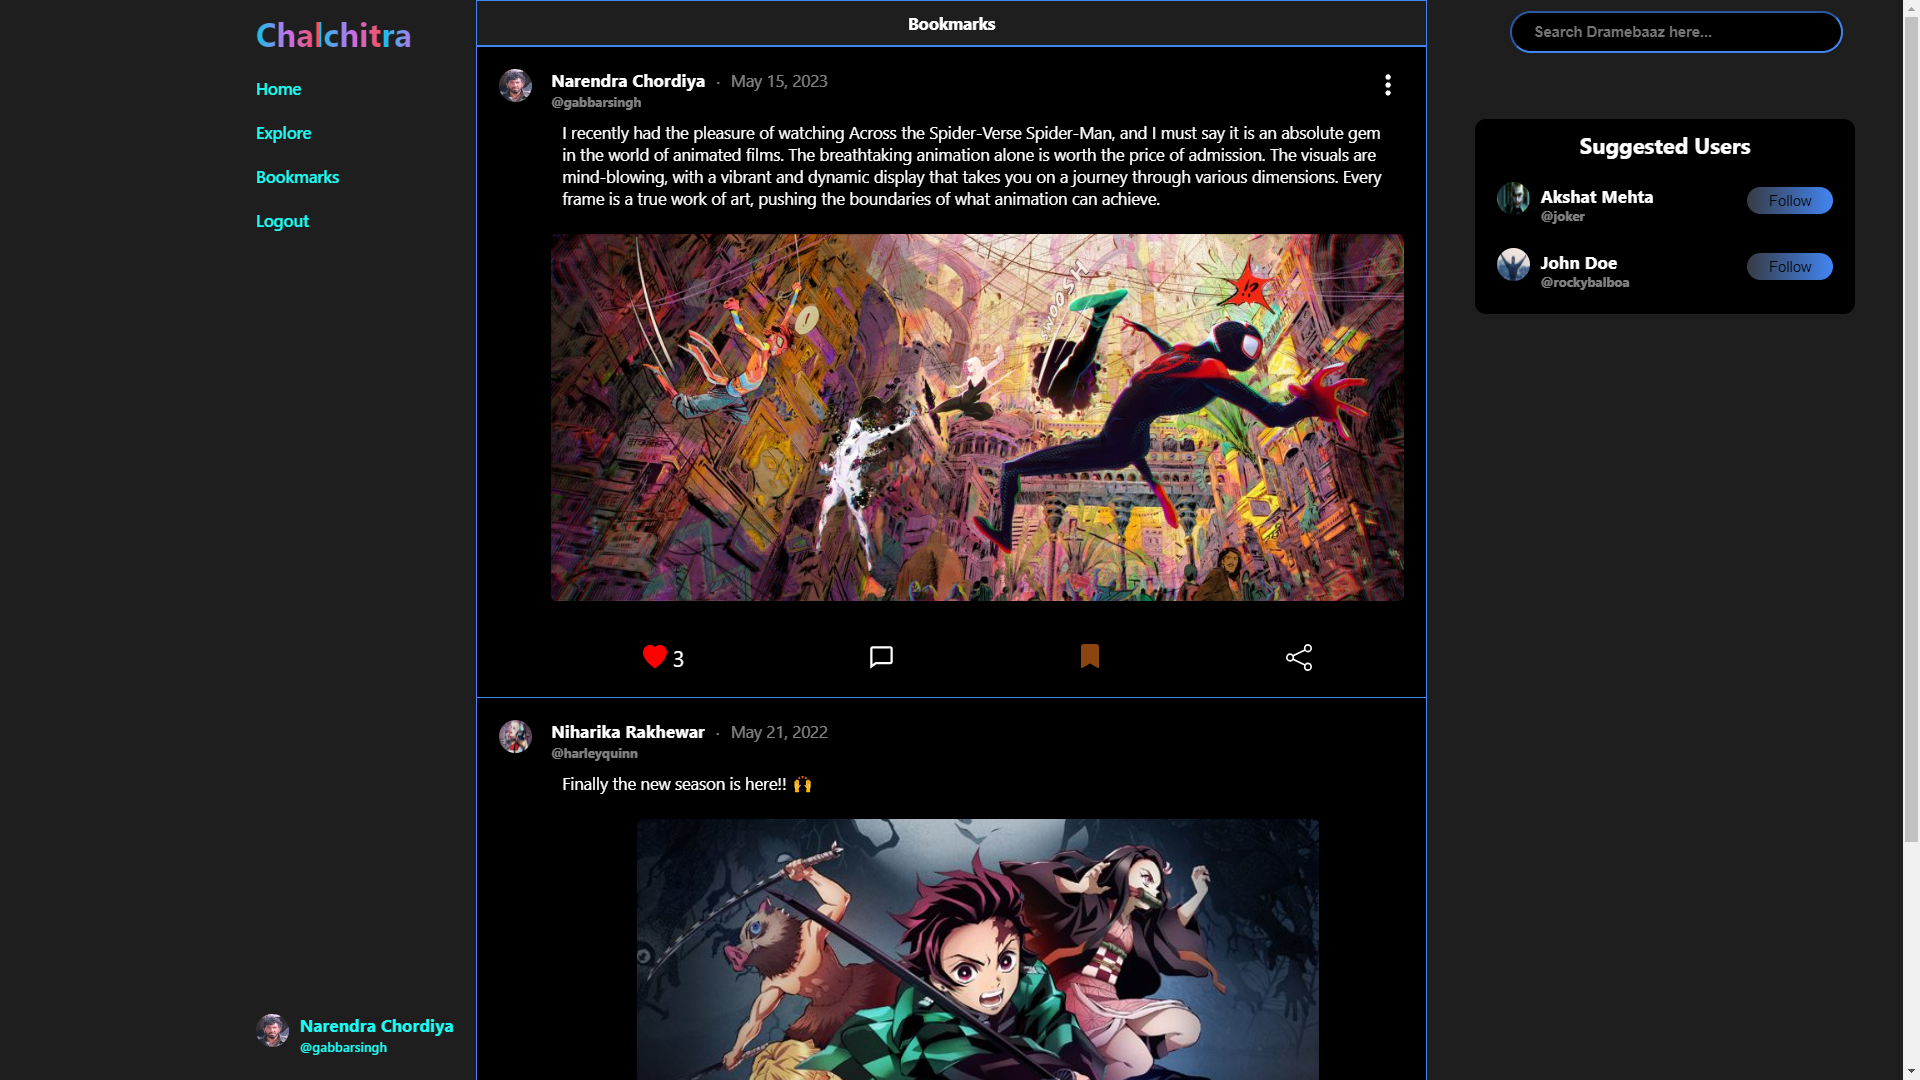 Chalchitra
Home
Explore
Bookmarks
Logout
Narendra Chordiya
@gabbarsingh
Bookmarks
Narendra Chordiya · May 15, 2023
@gabbarsingh
I recently had the pleasure of watching Across the Spider-Verse Spider-Man, and I must say it is an absolute gem
in the world of animated films. The breathtaking animation alone is worth the price of admission. The visuals are
mind-blowing, with a vibrant and dynamic display that takes you on a journey through various dimensions. Every
frame is a true work of art, pushing the boundaries of what animation can achieve.
SWOOSH
!?
3
Niharika Rakhewar · May 21, 2022
@harleyquinn
Finally the new season is here!! 🙌
Search Dramebaaz here...
Suggested Users
Akshat Mehta
@joker
Follow
John Doe
@rockybalboa
Follow